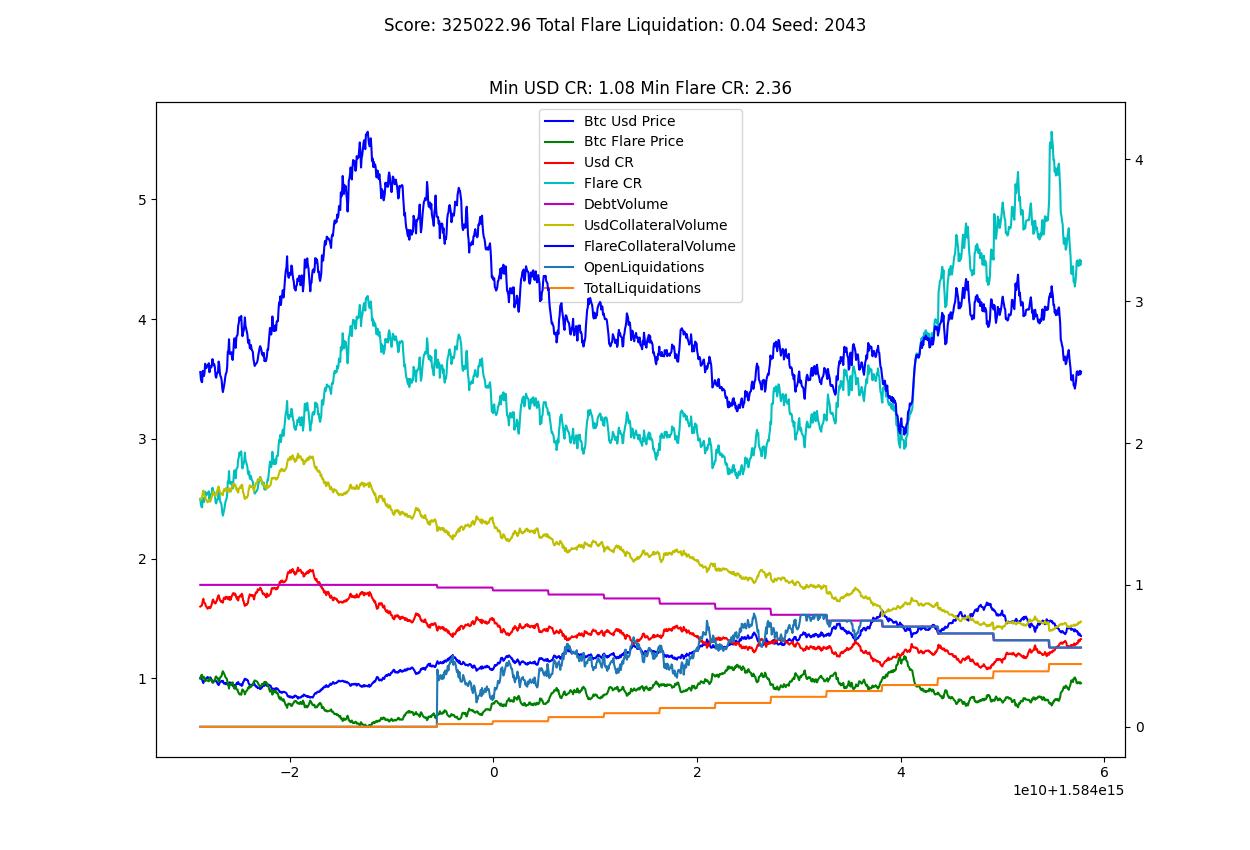 Score: 325022.96 Total Flare Liquidation: 0.04 Seed: 2043
Min USD CR: 1.08 Min Flare CR: 2.36
Btc Usd Price
Btc Flare Price
Usd CR
Flare CR
DebtVolume
UsdCollateralVolume
FlareCollateralVolume
OpenLiquidations
TotalLiquidations
5
4
3
2
1
4
3
2
1
0
−2
0
2
4
6
1e10+1.584e15